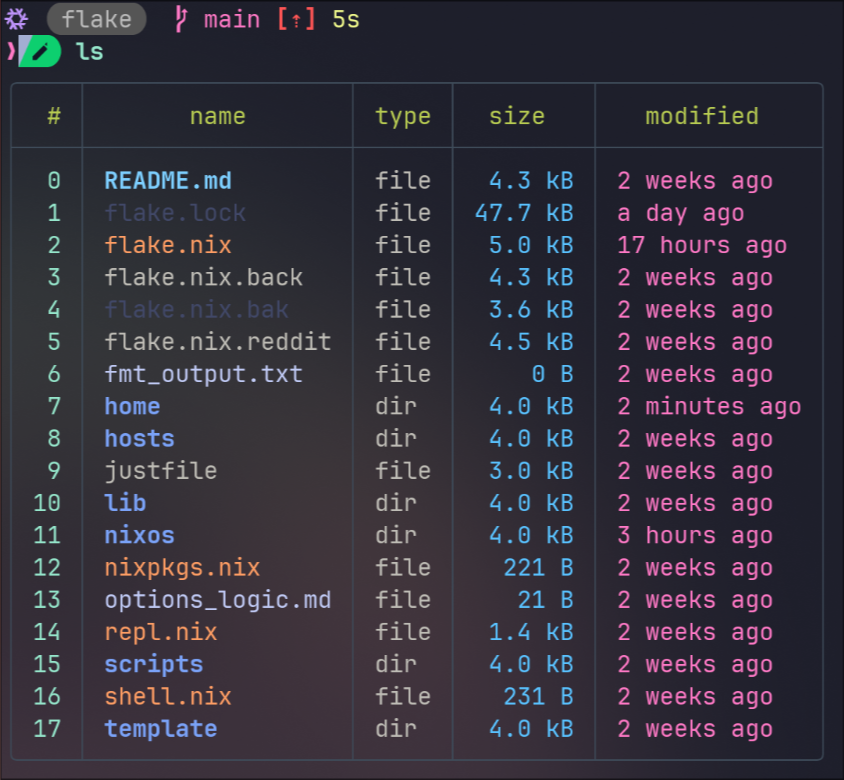 flake main [⇡] 5s
ls
# name type size modified
0 README.md file 4.3 kB 2 weeks ago
1 flake.lock file 47.7 kB a day ago
2 flake.nix file 5.0 kB 17 hours ago
3 flake.nix.back file 4.3 kB 2 weeks ago
4 flake.nix.bak file 3.6 kB 2 weeks ago
5 flake.nix.reddit file 4.5 kB 2 weeks ago
6 fmt_output.txt file 0 B 2 weeks ago
7 home dir 4.0 kB 2 minutes ago
8 hosts dir 4.0 kB 2 weeks ago
9 justfile file 3.0 kB 2 weeks ago
10 lib dir 4.0 kB 2 weeks ago
11 nixos dir 4.0 kB 3 hours ago
12 nixpkgs.nix file 221 B 2 weeks ago
13 options_logic.md file 21 B 2 weeks ago
14 repl.nix file 1.4 kB 2 weeks ago
15 scripts dir 4.0 kB 2 weeks ago
16 shell.nix file 231 B 2 weeks ago
17 template dir 4.0 kB 2 weeks ago